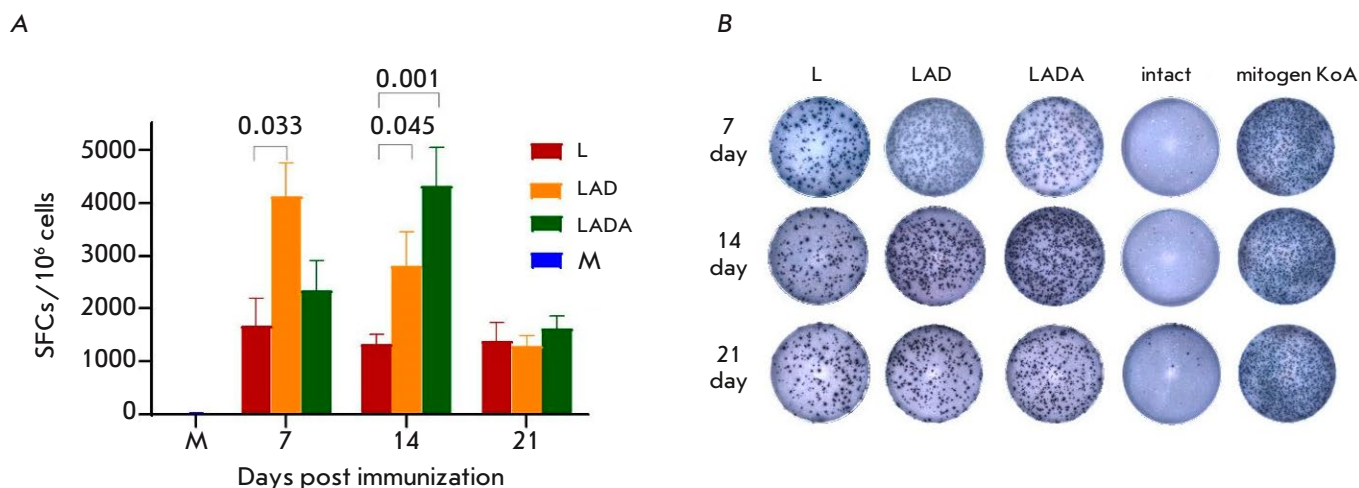 A
0.001
0.033
0.045
5000
4000
3000
2000
1000
0
SFCs / 10⁶ cells
L
LAD
LADA
M
M
7
14
21
Days post immunization
B
L
LAD
LADA
intact
mitogen KoA
7
day
14
day
21
day